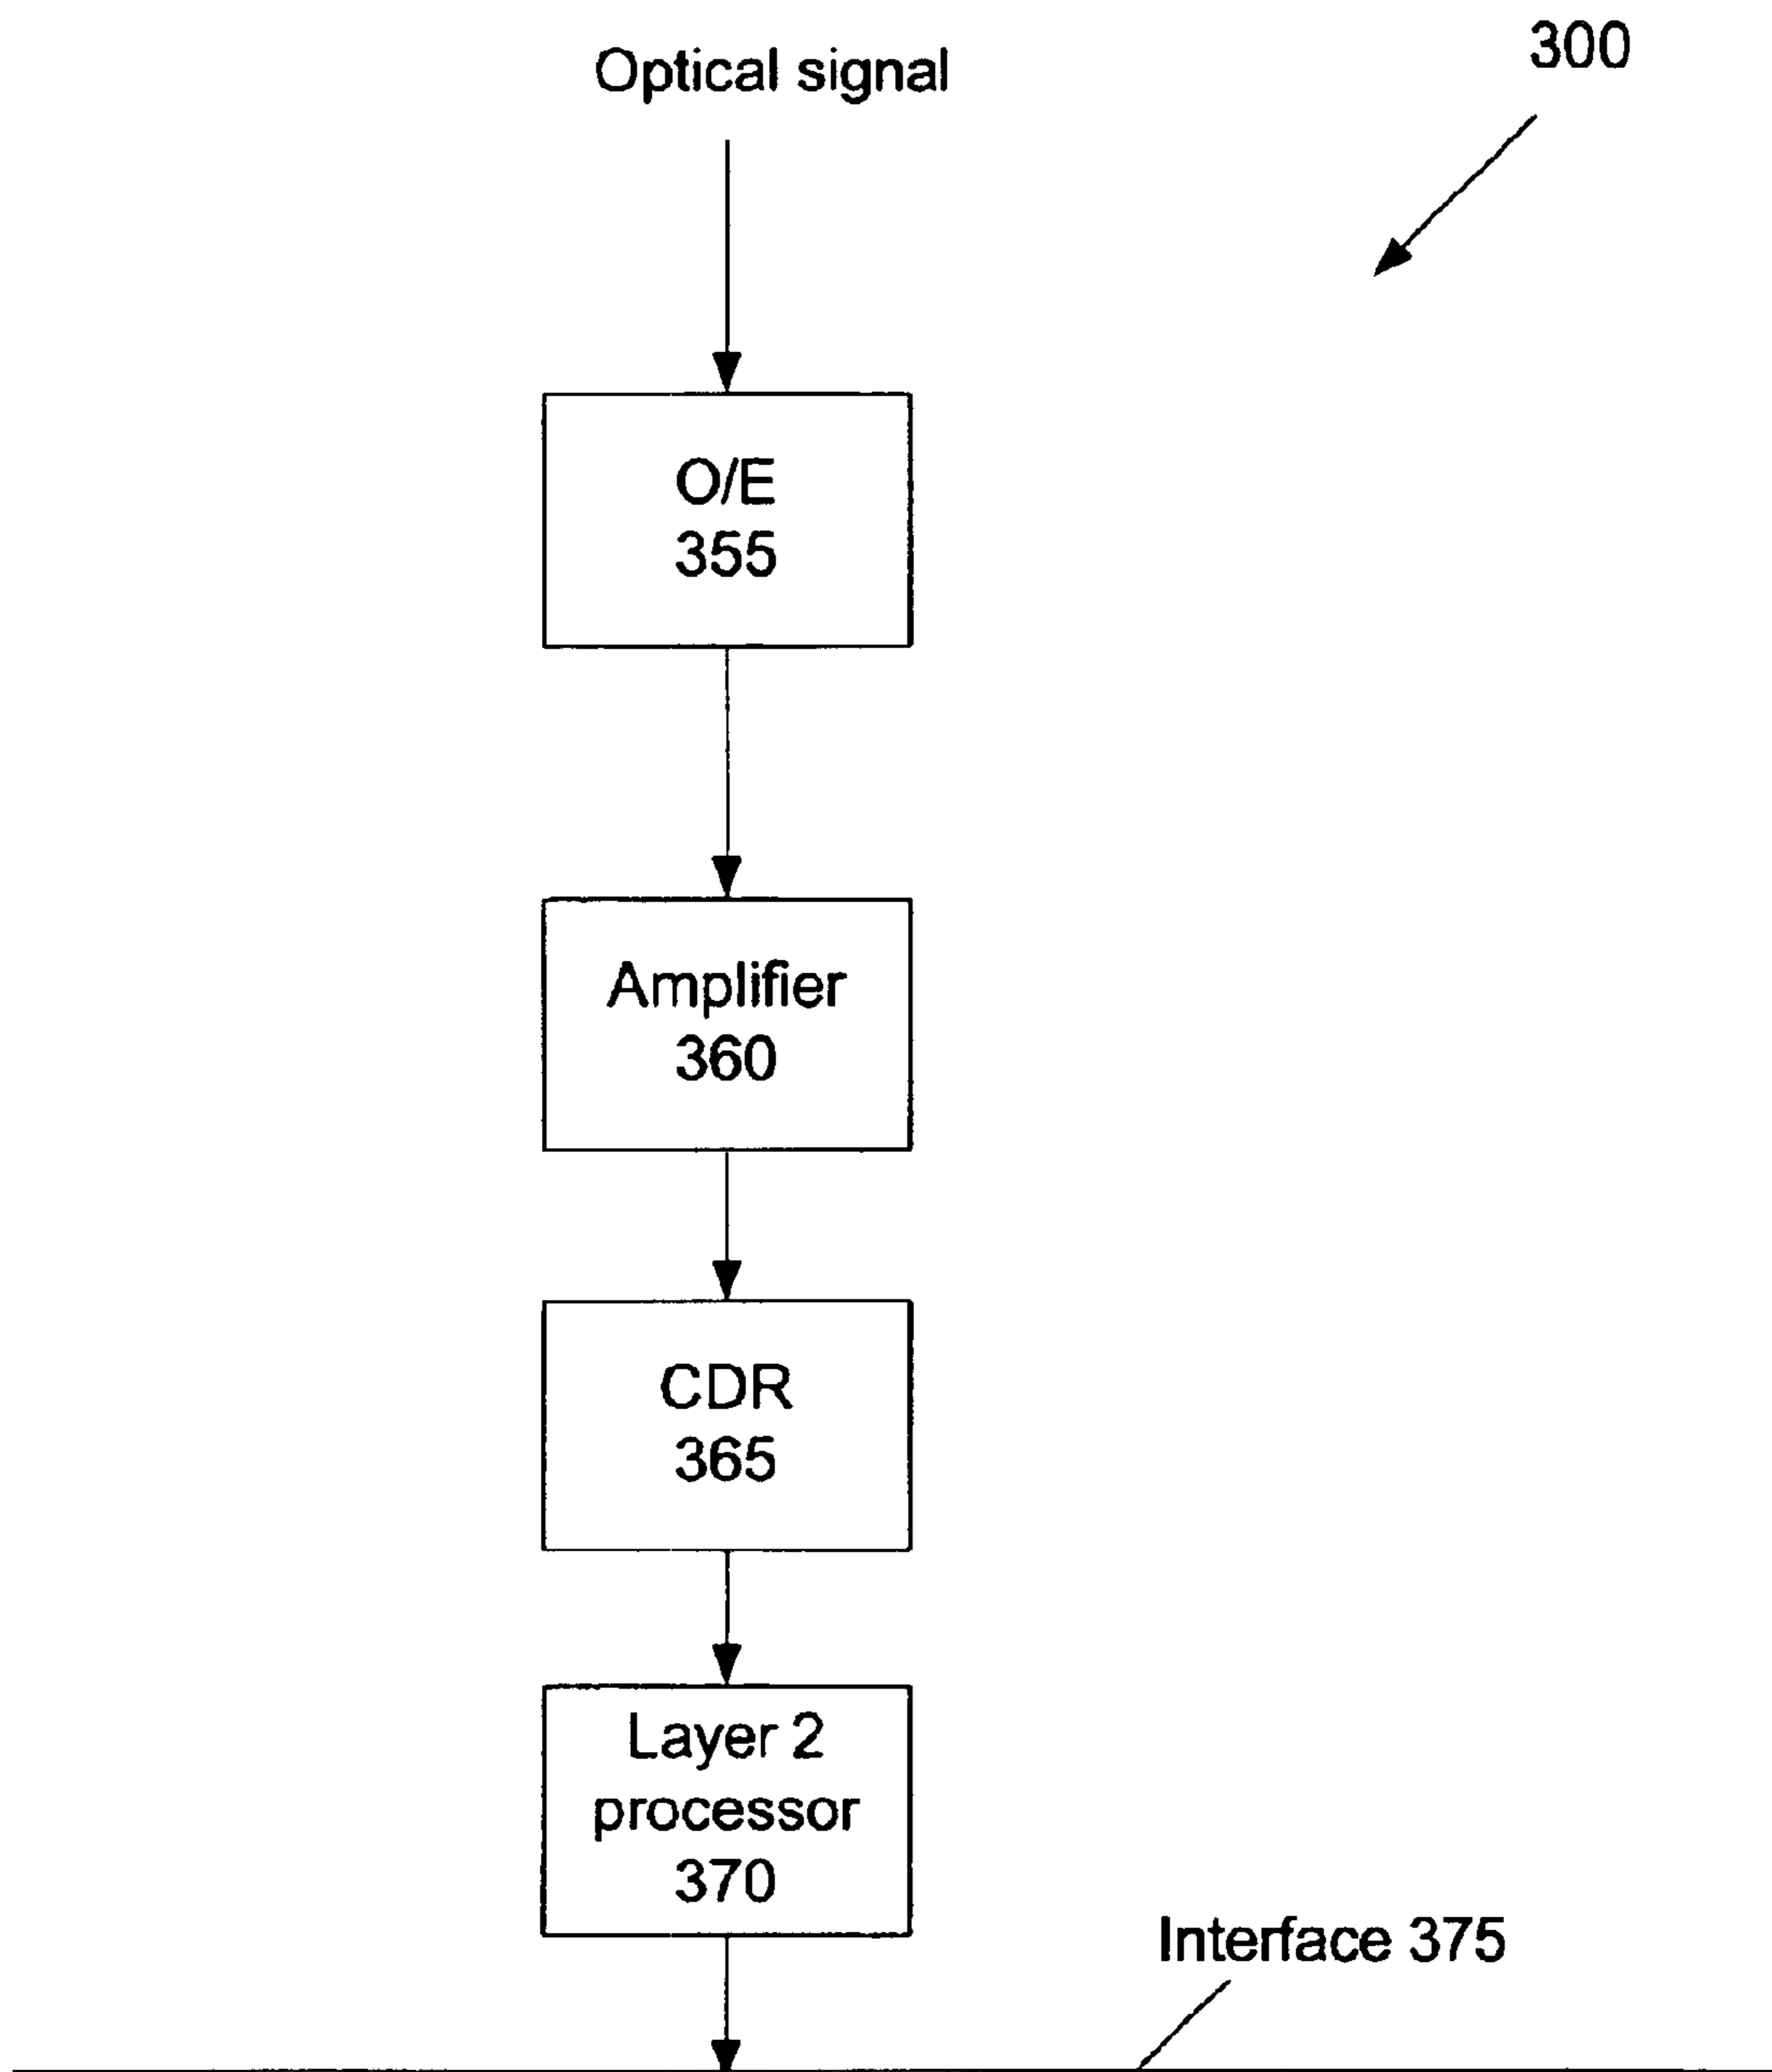 Optical signal
300
O/E
355
Amplifier
360
CDR
365
Layer 2
processor
370
Interface 375